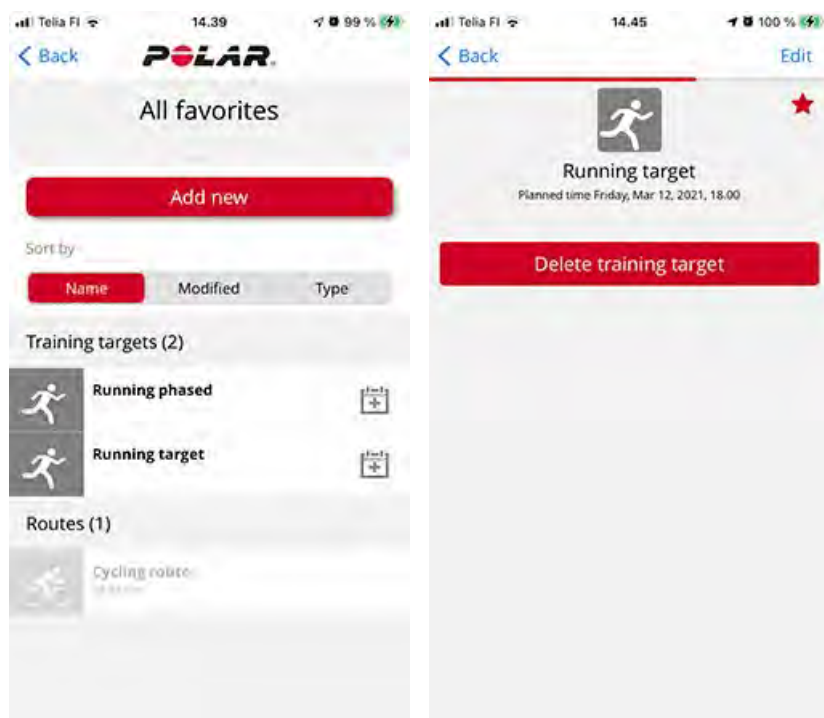 Telia FI 14.39 99 %
Back POLAR
All favorites
Add new
Sort by
Name Modified Type
Training targets (2)
Running phased
Running target
Routes (1)
Cycling route
Telia FI 14.45 100 %
Back Edit
Running target
Planned time Friday, Mar 12, 2021, 18.00
Delete training target